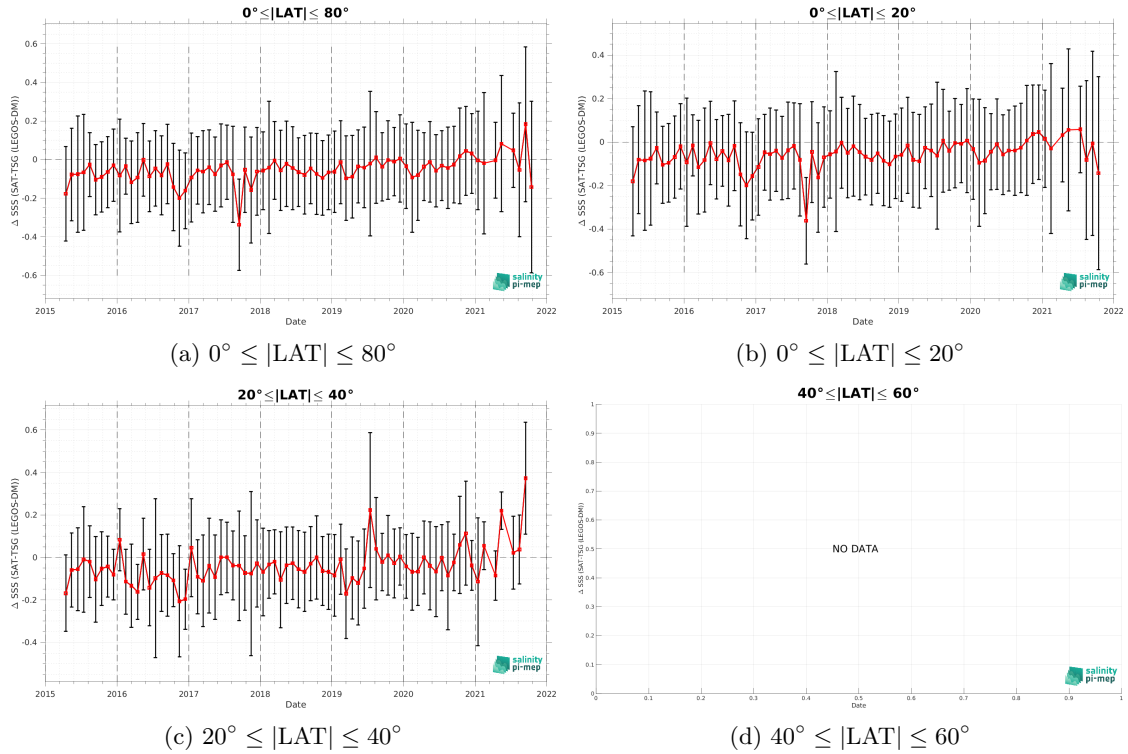 0°≤|LAT|≤ 80°
Δ SSS (SAT-TSG (LEGOS-DM))
0.6
0.4
0.2
0
-0.2
-0.4
-0.6
2015 2016 2017 2018 2019 2020 2021 2022
Date
salinity
pi-mep
(a) 0° ≤ |LAT| ≤ 80°
0°≤|LAT|≤ 20°
Δ SSS (SAT-TSG (LEGOS-DM))
0.4
0.2
0
-0.2
-0.4
-0.6
2015 2016 2017 2018 2019 2020 2021 2022
Date
salinity
pi-mep
(b) 0° ≤ |LAT| ≤ 20°
20°≤|LAT|≤ 40°
Δ SSS (SAT-TSG (LEGOS-DM))
0.6
0.4
0.2
0
-0.2
-0.4
2015 2016 2017 2018 2019 2020 2021 2022
Date
salinity
pi-mep
(c) 20° ≤ |LAT| ≤ 40°
40°≤|LAT|≤ 60°
Δ SSS (SAT-TSG (LEGOS-DM))
1
0.9
0.8
0.7
0.6
0.5
0.4
0.3
0.2
0.1
0
NO DATA
0 0.1 0.2 0.3 0.4 0.5 0.6 0.7 0.8 0.9 1
Date
salinity
pi-mep
(d) 40° ≤ |LAT| ≤ 60°